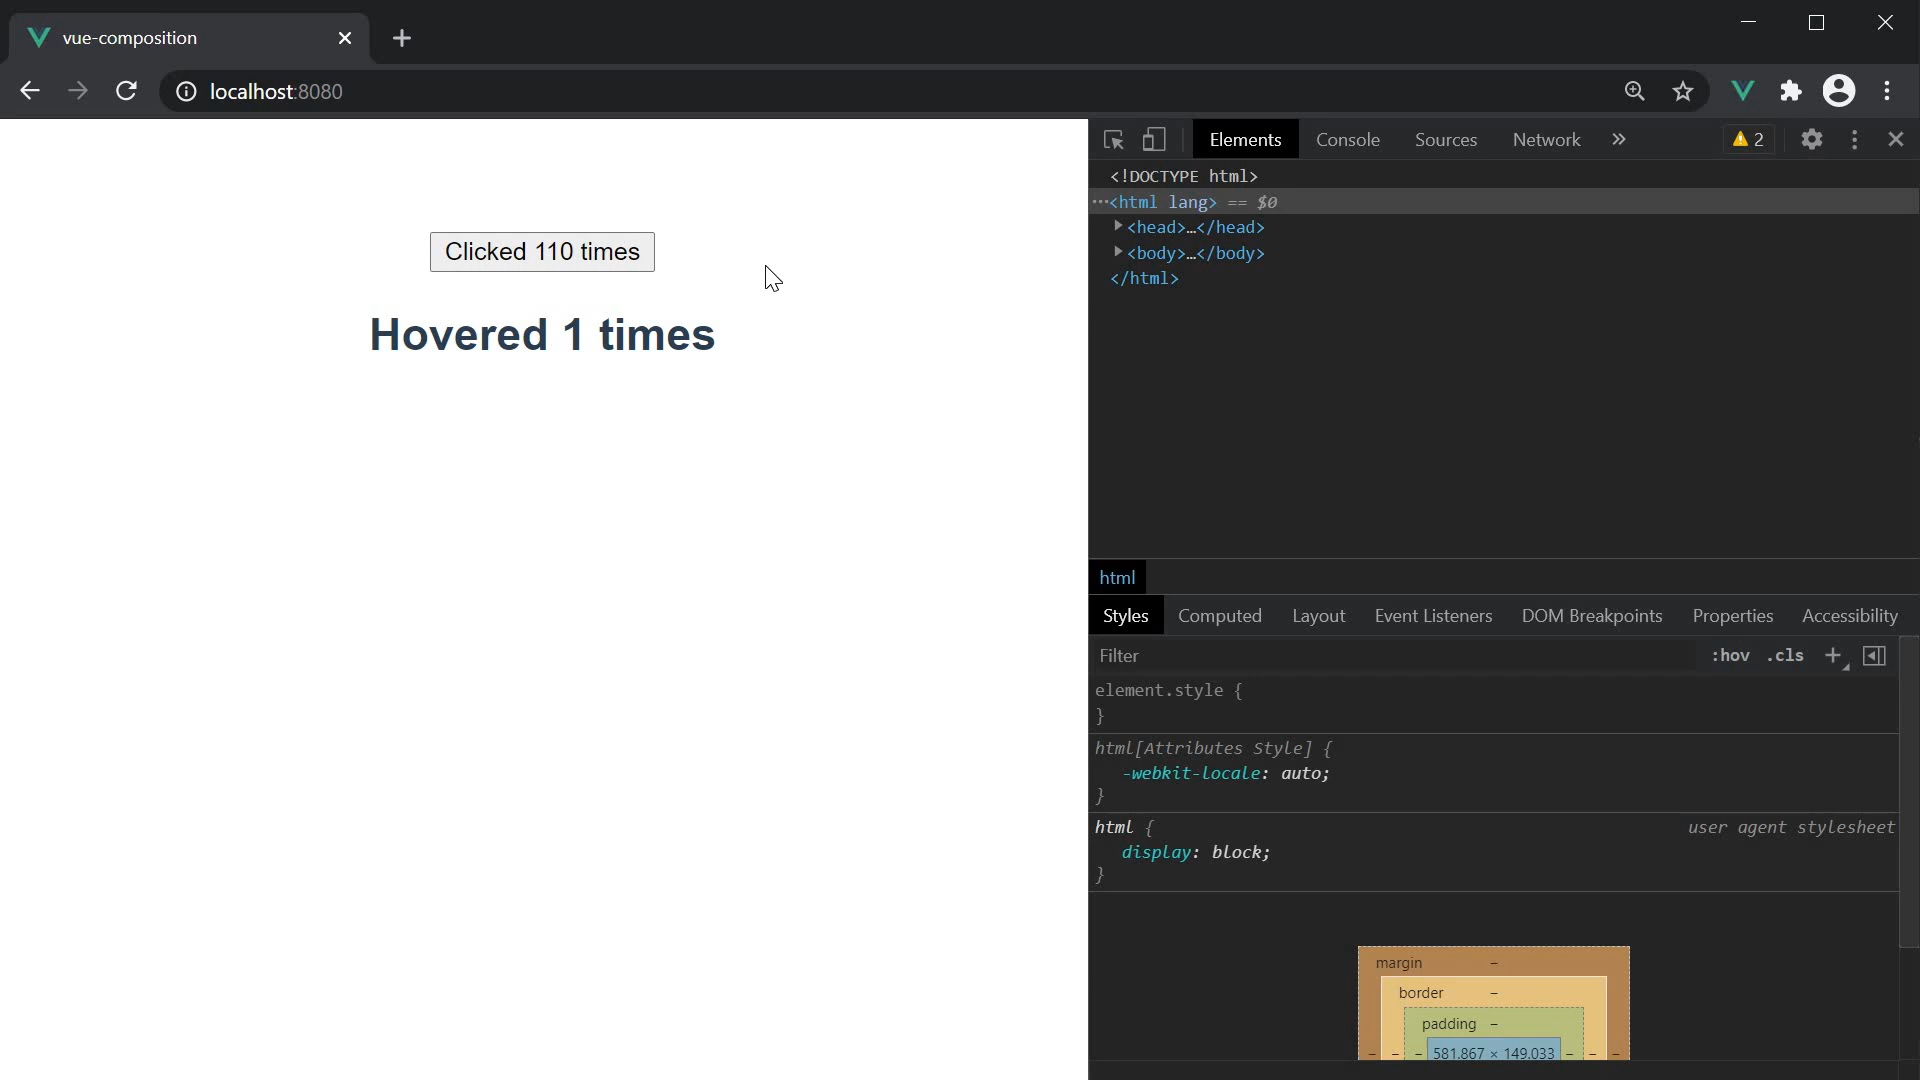 vue-composition
localhost:8080
Clicked 110 times
Hovered 1 times
Elements Console Sources Network » 2
<!DOCTYPE html>
…<html lang> == $0
<head>…</head>
<body>…</body>
</html>
html
Styles Computed Layout Event Listeners DOM Breakpoints Properties Accessibility
Filter :hov .cls +
element.style {
}
html[Attributes Style] {
-webkit-locale: auto;
}
html { user agent stylesheet
display: block;
}
margin –
border –
padding –
– – – 581.867 × 149.033 – – –